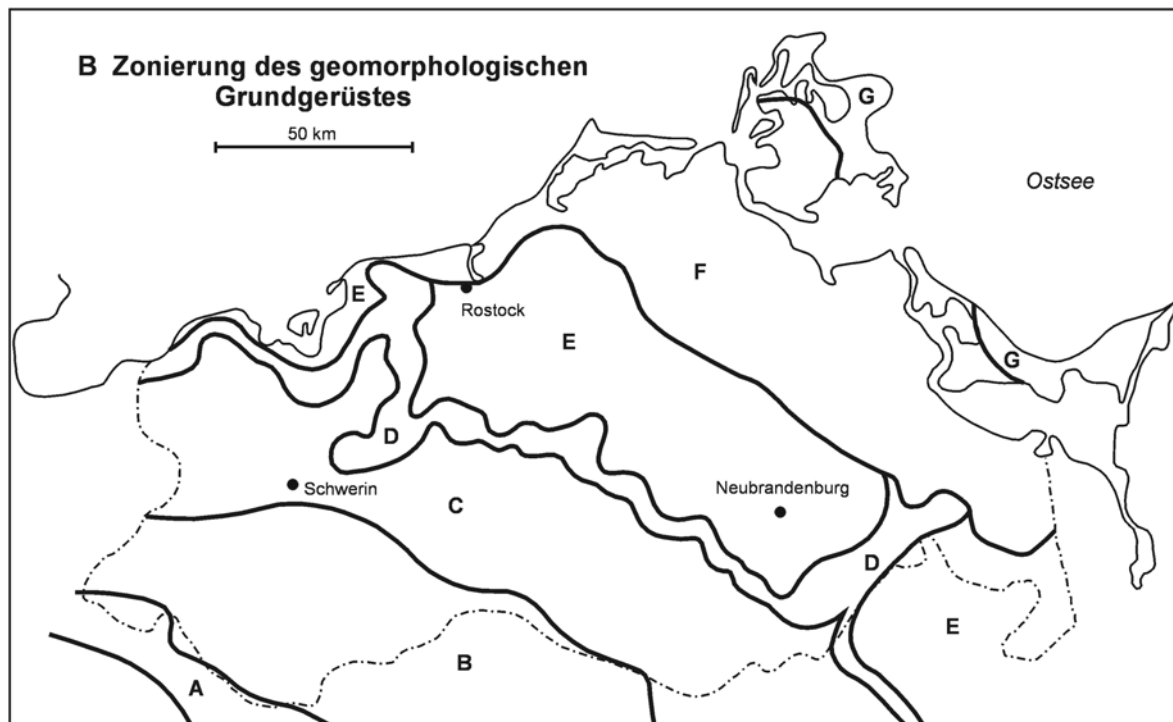 B Zonierung des geomorphologischen
Grundgerüstes
50 km
G
Ostsee
F
E
Rostock
E
G
D
Schwerin
Neubrandenburg
C
D
E
B
A